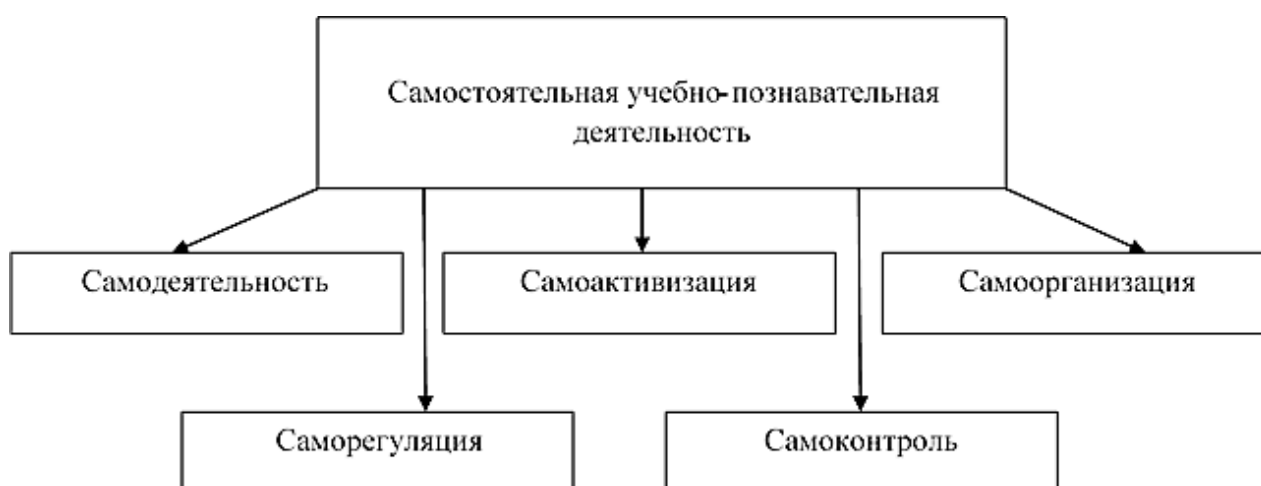 Самостоятельная учебно-познавательная
деятельность
Самодеятельность
Самоактивизация
Самоорганизация
Саморегуляция
Самоконтроль